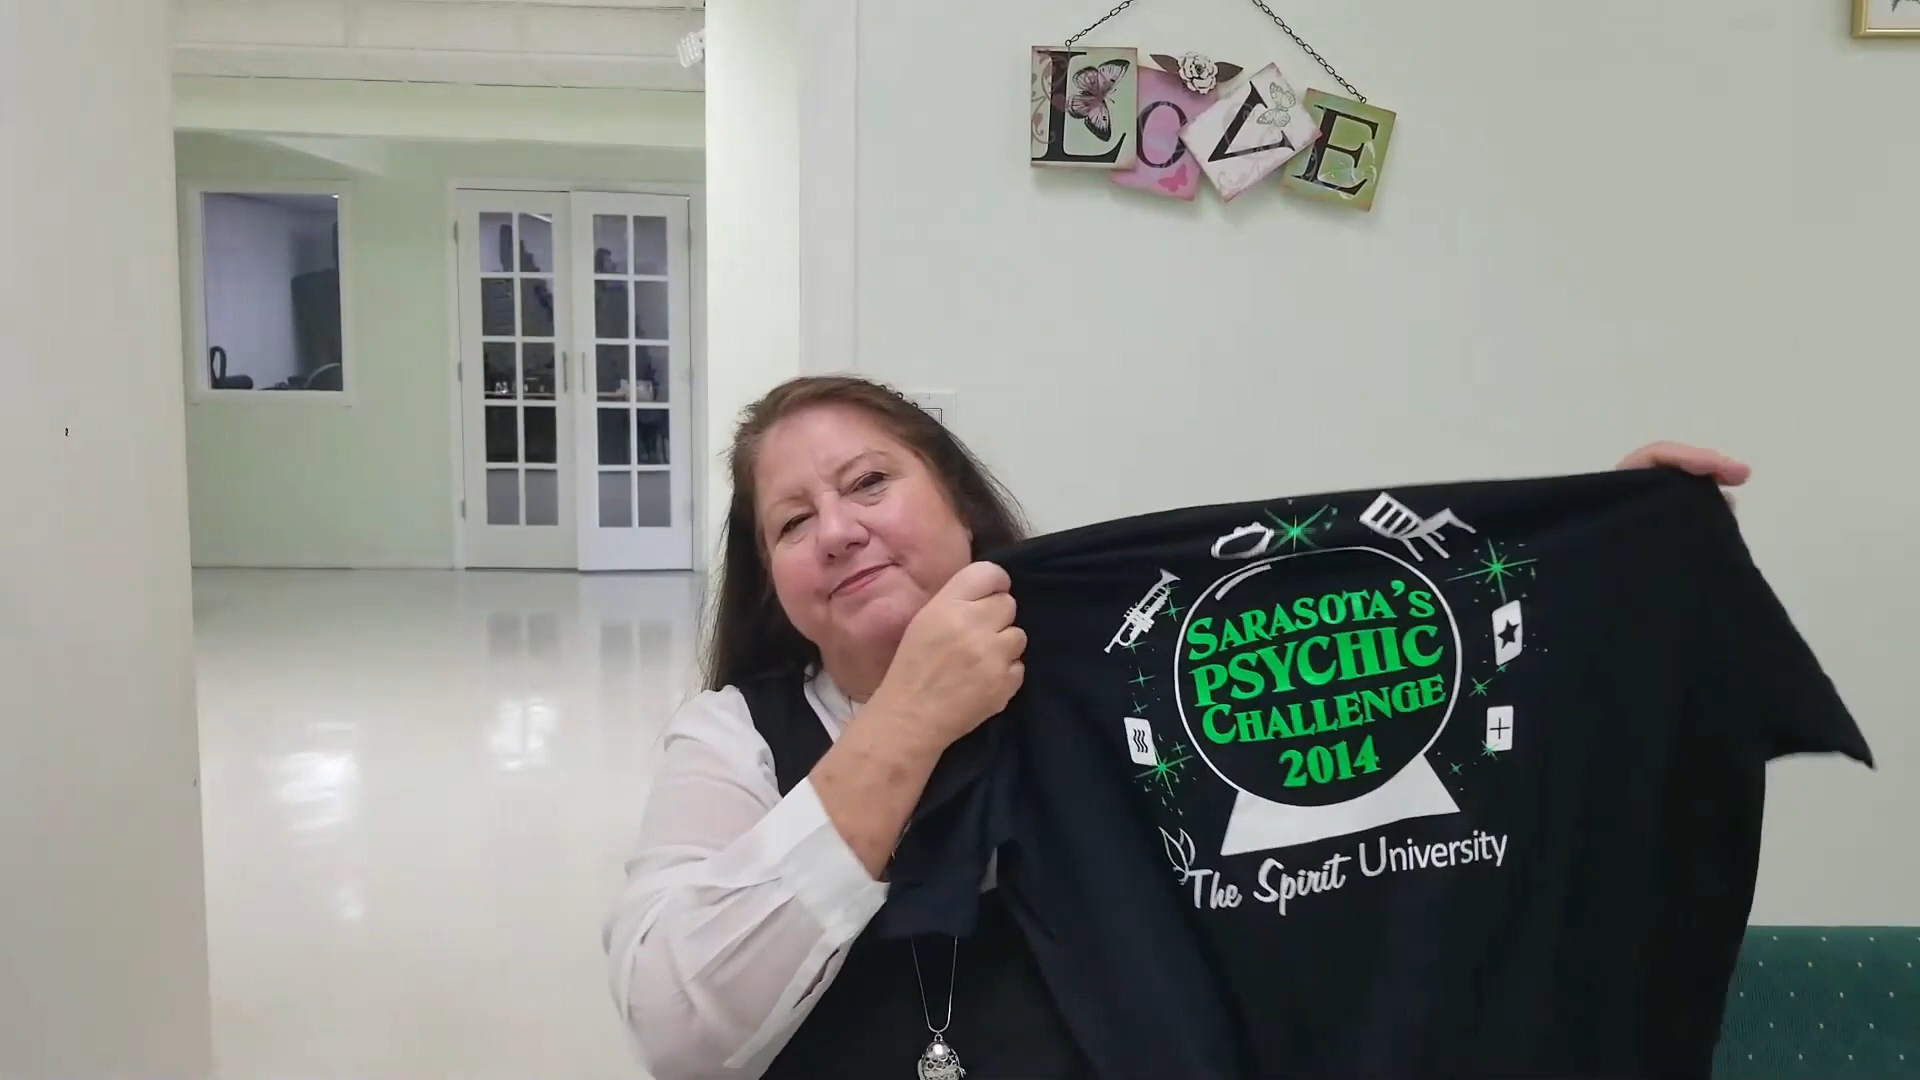 LOVE
SARASOTA'S
PSYCHIC
CHALLENGE
2014
The Spirit University